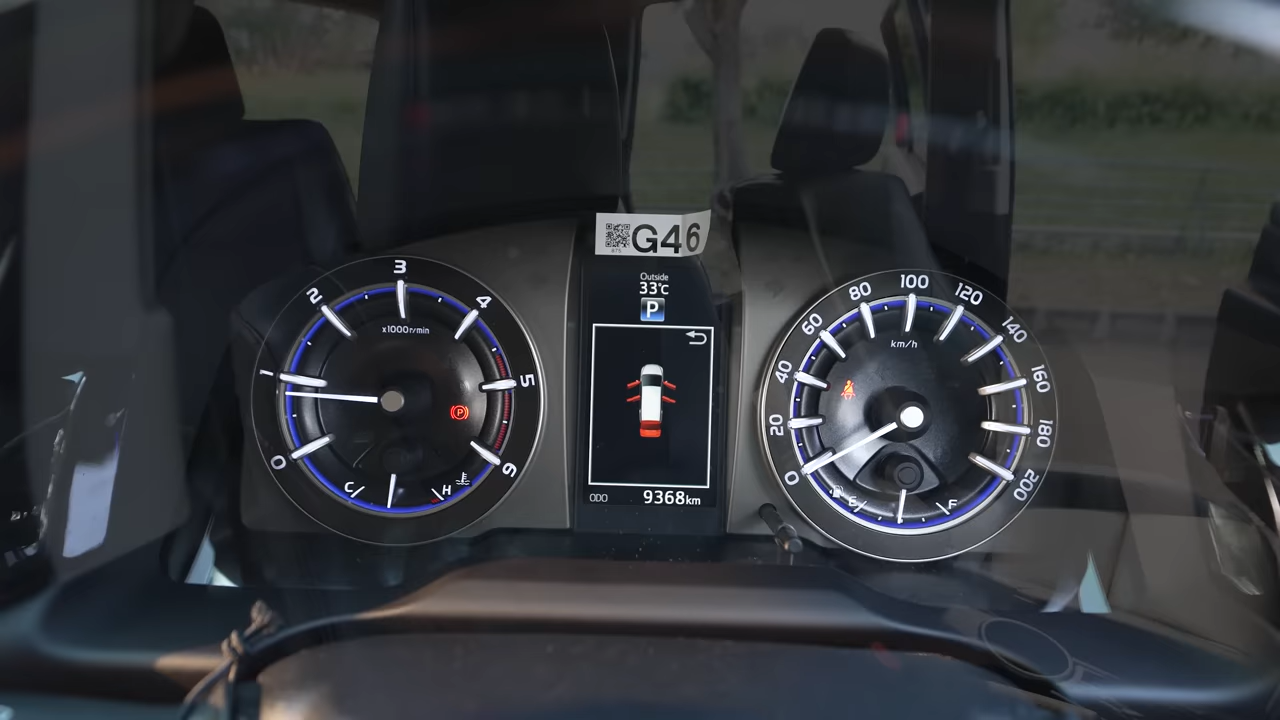 G46
Outside
33°C
P
ODO 9368km
0 1 2 3 4 5 6
x1000r/min
P
C H
0 20 40 60 80 100 120 140 160 180 200
km/h
E F